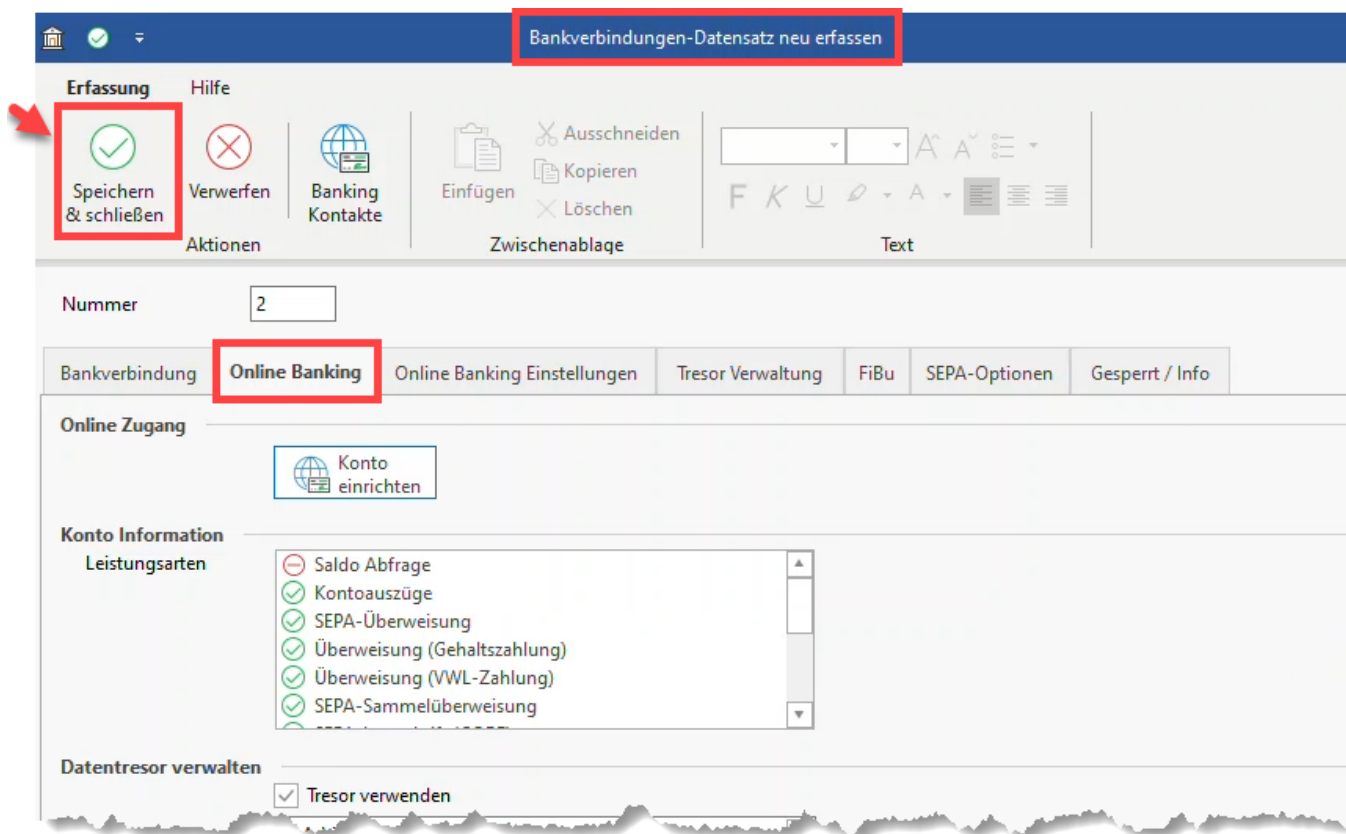 Bankverbindungen-Datensatz neu erfassen
Erfassung Hilfe
Speichern & schließen
Verwerfen
Banking Kontakte
Aktionen
Einfügen
Ausschneiden
Kopieren
Löschen
Zwischenablage
F K U A
Text
Nummer 2
Bankverbindung Online Banking Online Banking Einstellungen Tresor Verwaltung FiBu SEPA-Optionen Gesperrt / Info
Online Zugang
Konto
einrichten
Konto Information
Leistungsarten
Saldo Abfrage
Kontoauszüge
SEPA-Überweisung
Überweisung (Gehaltszahlung)
Überweisung (VWL-Zahlung)
SEPA-Sammelüberweisung
Datentresor verwalten
Tresor verwenden